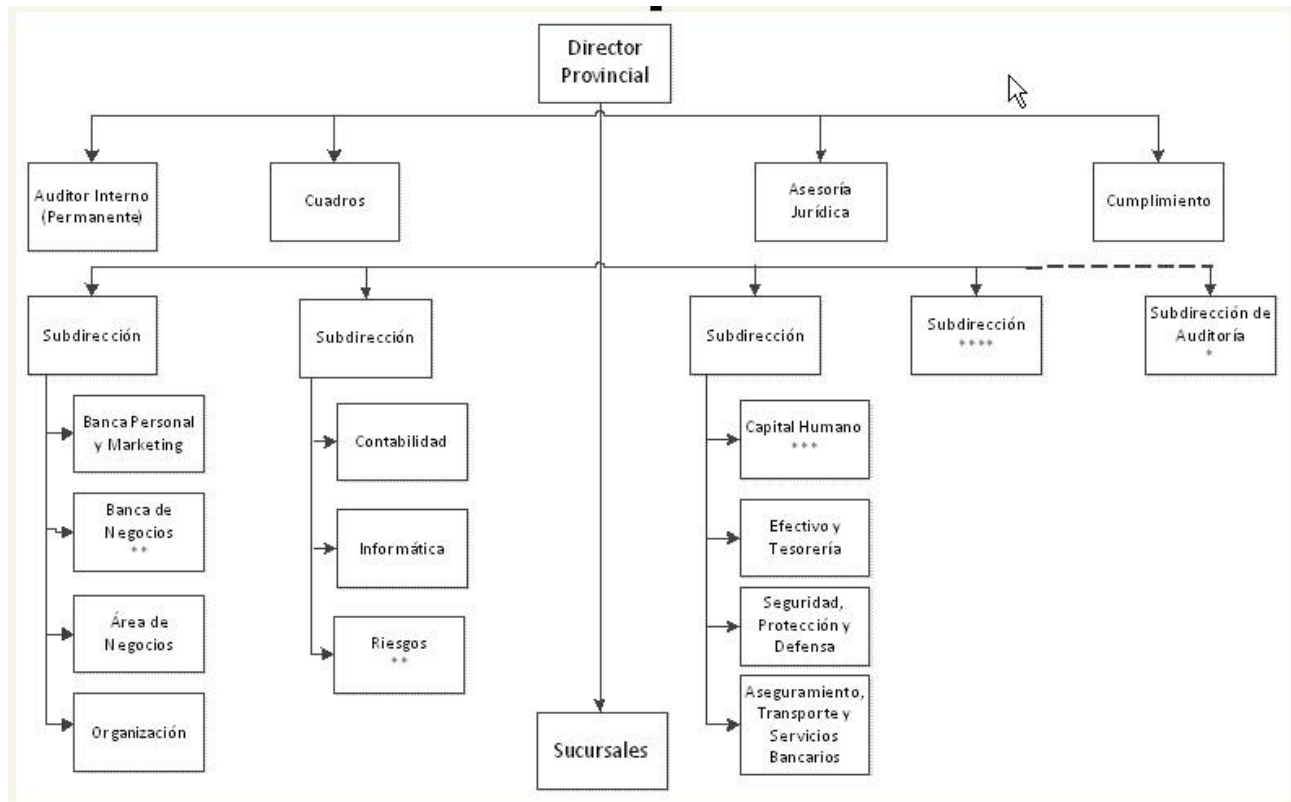 Director
Provincial
Auditor Interno
(Permanente)
Cuadros
Asesoría
Jurídica
Cumplimiento
Subdirección
Subdirección
Subdirección
Subdirección
****
Subdirección de
Auditoría
*
Banca Personal
y Marketing
Banca de
Negocios
**
Área de
Negocios
Organización
Contabilidad
Informática
Riesgos
**
Capital Humano
***
Efectivo y
Tesorería
Seguridad,
Protección y
Defensa
Aseguramiento,
Transporte y
Servicios
Bancarios
Sucursales